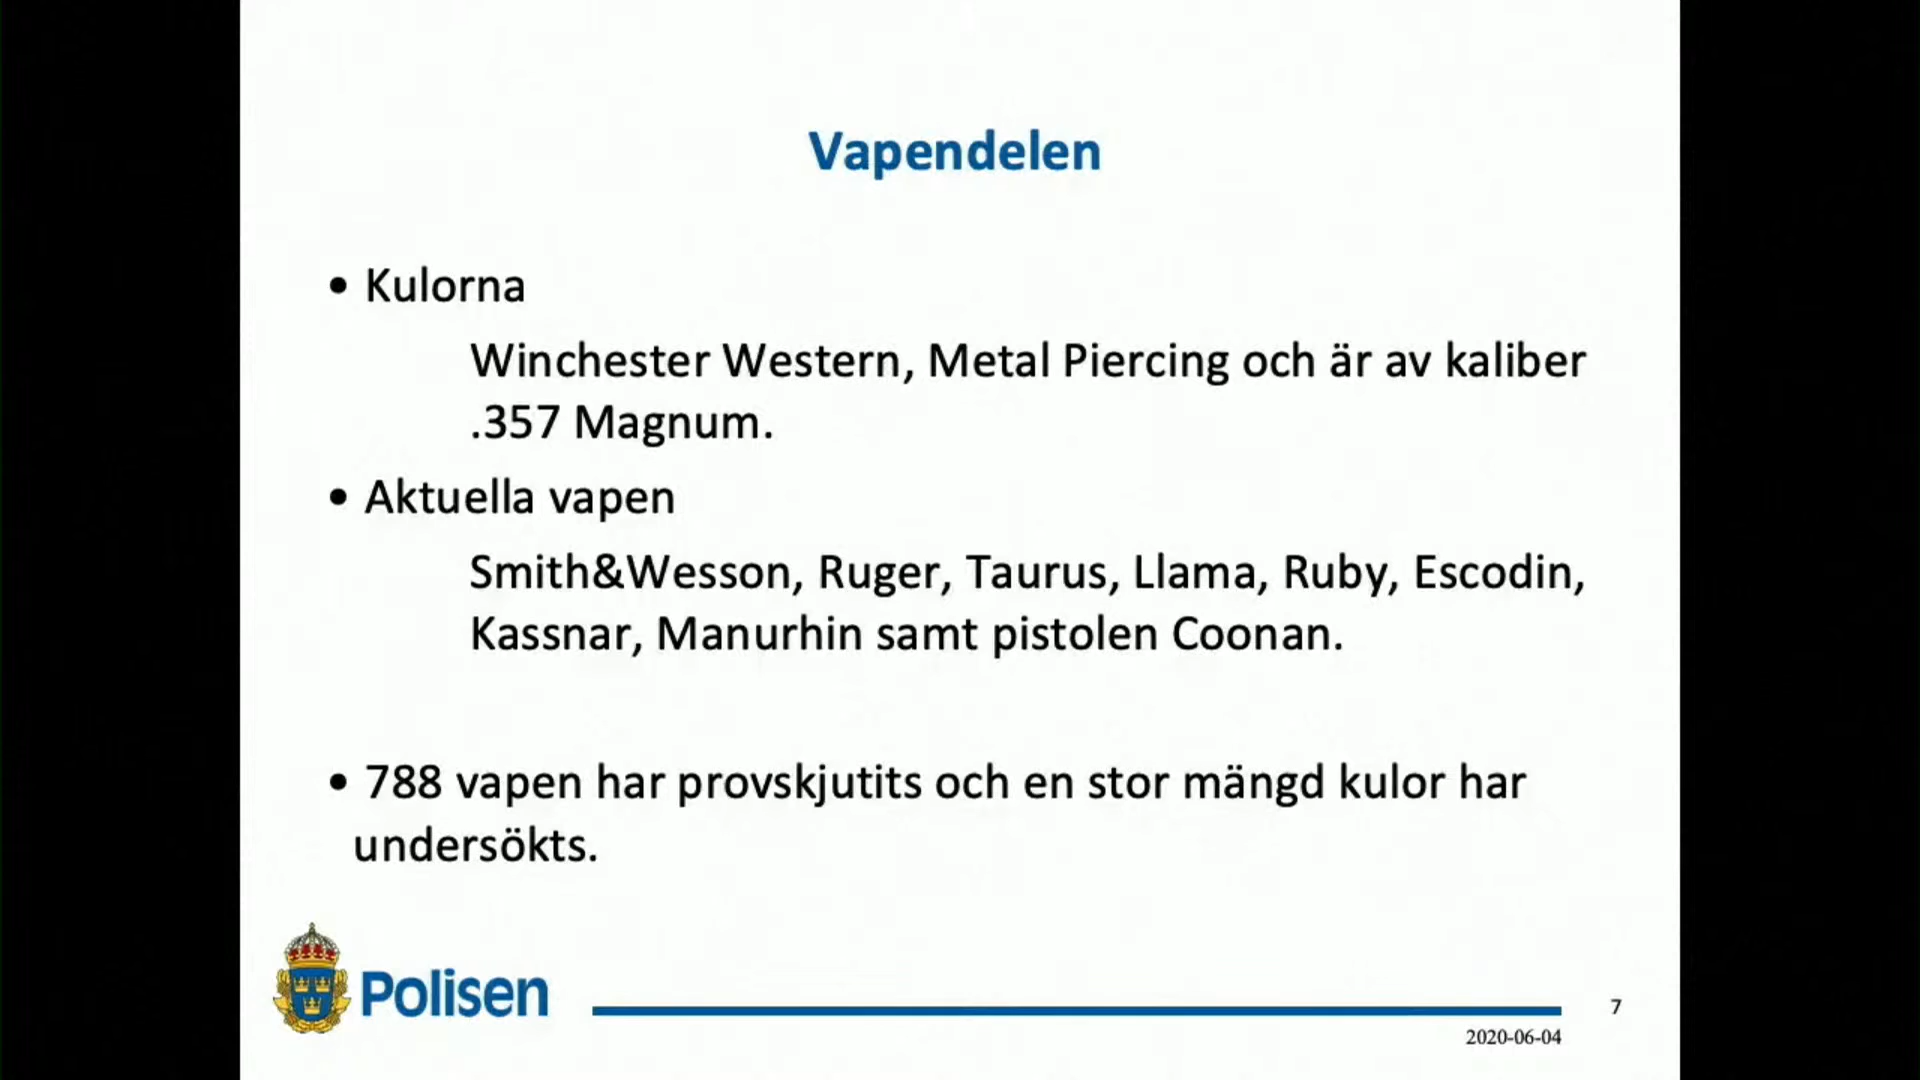 Vapendelen
• Kulorna
Winchester Western, Metal Piercing och är av kaliber
.357 Magnum.
• Aktuella vapen
Smith&Wesson, Ruger, Taurus, Llama, Ruby, Escodin,
Kassnar, Manurhin samt pistolen Coonan.
• 788 vapen har provskjutits och en stor mängd kulor har
undersökts.
Polisen
7
2020-06-04